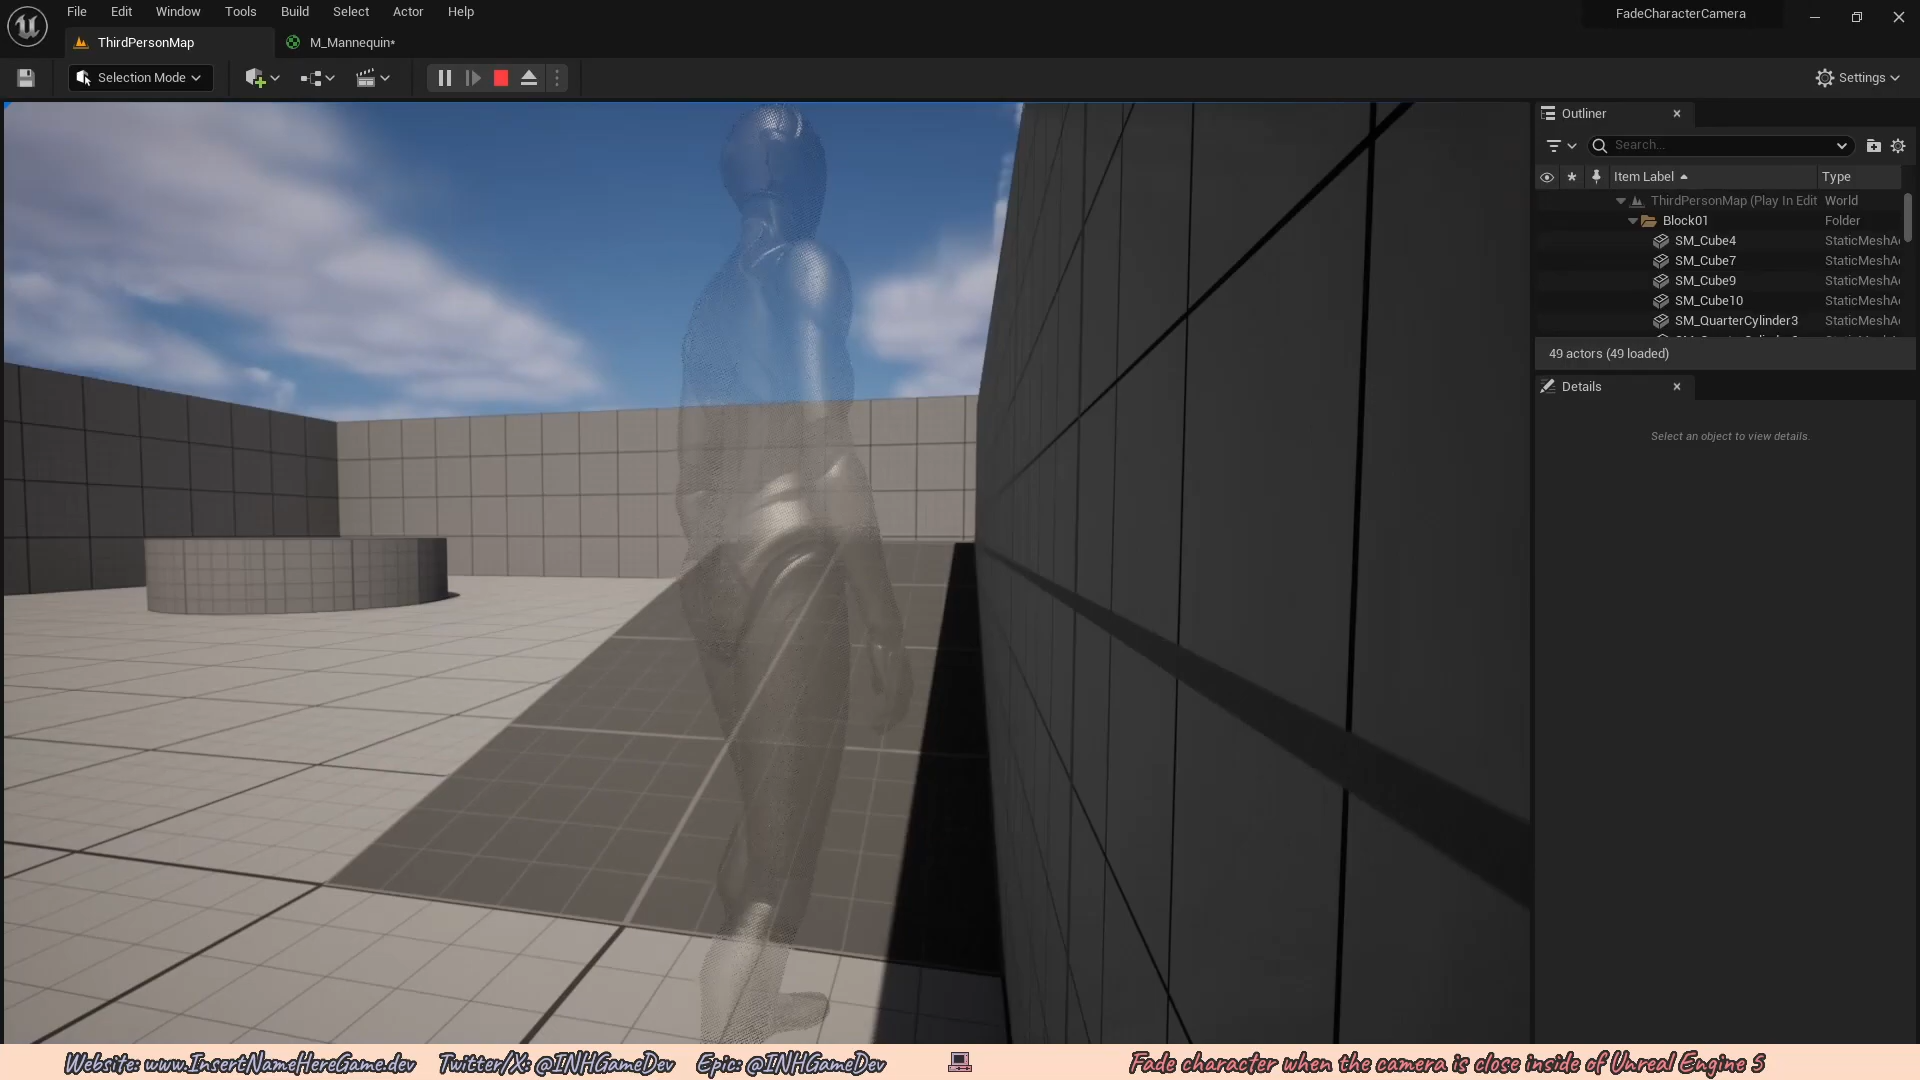 File Edit Window Tools Build Select Actor Help
FadeCharacterCamera
ThirdPersonMap
M_Mannequin*
Selection Mode
Settings
Outliner
Search...
Item Label
Type
ThirdPersonMap (Play In Edit
World
Block01
Folder
SM_Cube4
StaticMeshA
SM_Cube7
StaticMeshA
SM_Cube9
StaticMeshA
SM_Cube10
StaticMeshA
SM_QuarterCylinder3
StaticMeshA
49 actors (49 loaded)
Details
Select an object to view details.
Website: www.InsertNameHereGame.dev Twitter/X: @INHGameDev Epic: @INHGameDev
Fade character when the camera is close inside of Unreal Engine 5